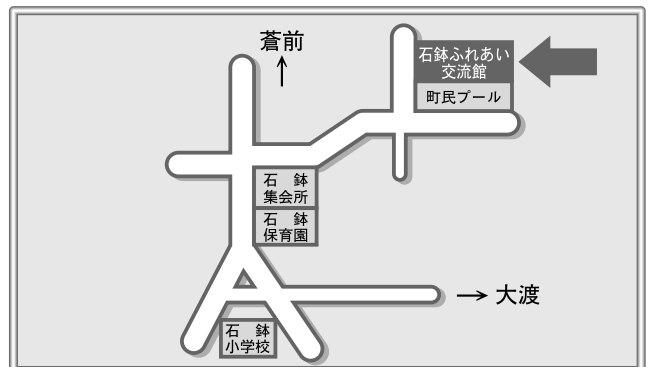 蒼前
石鉢ふれあい
交流館
町民プール
石　鉢
集会所
石　鉢
保育園
大渡
石　鉢
小学校